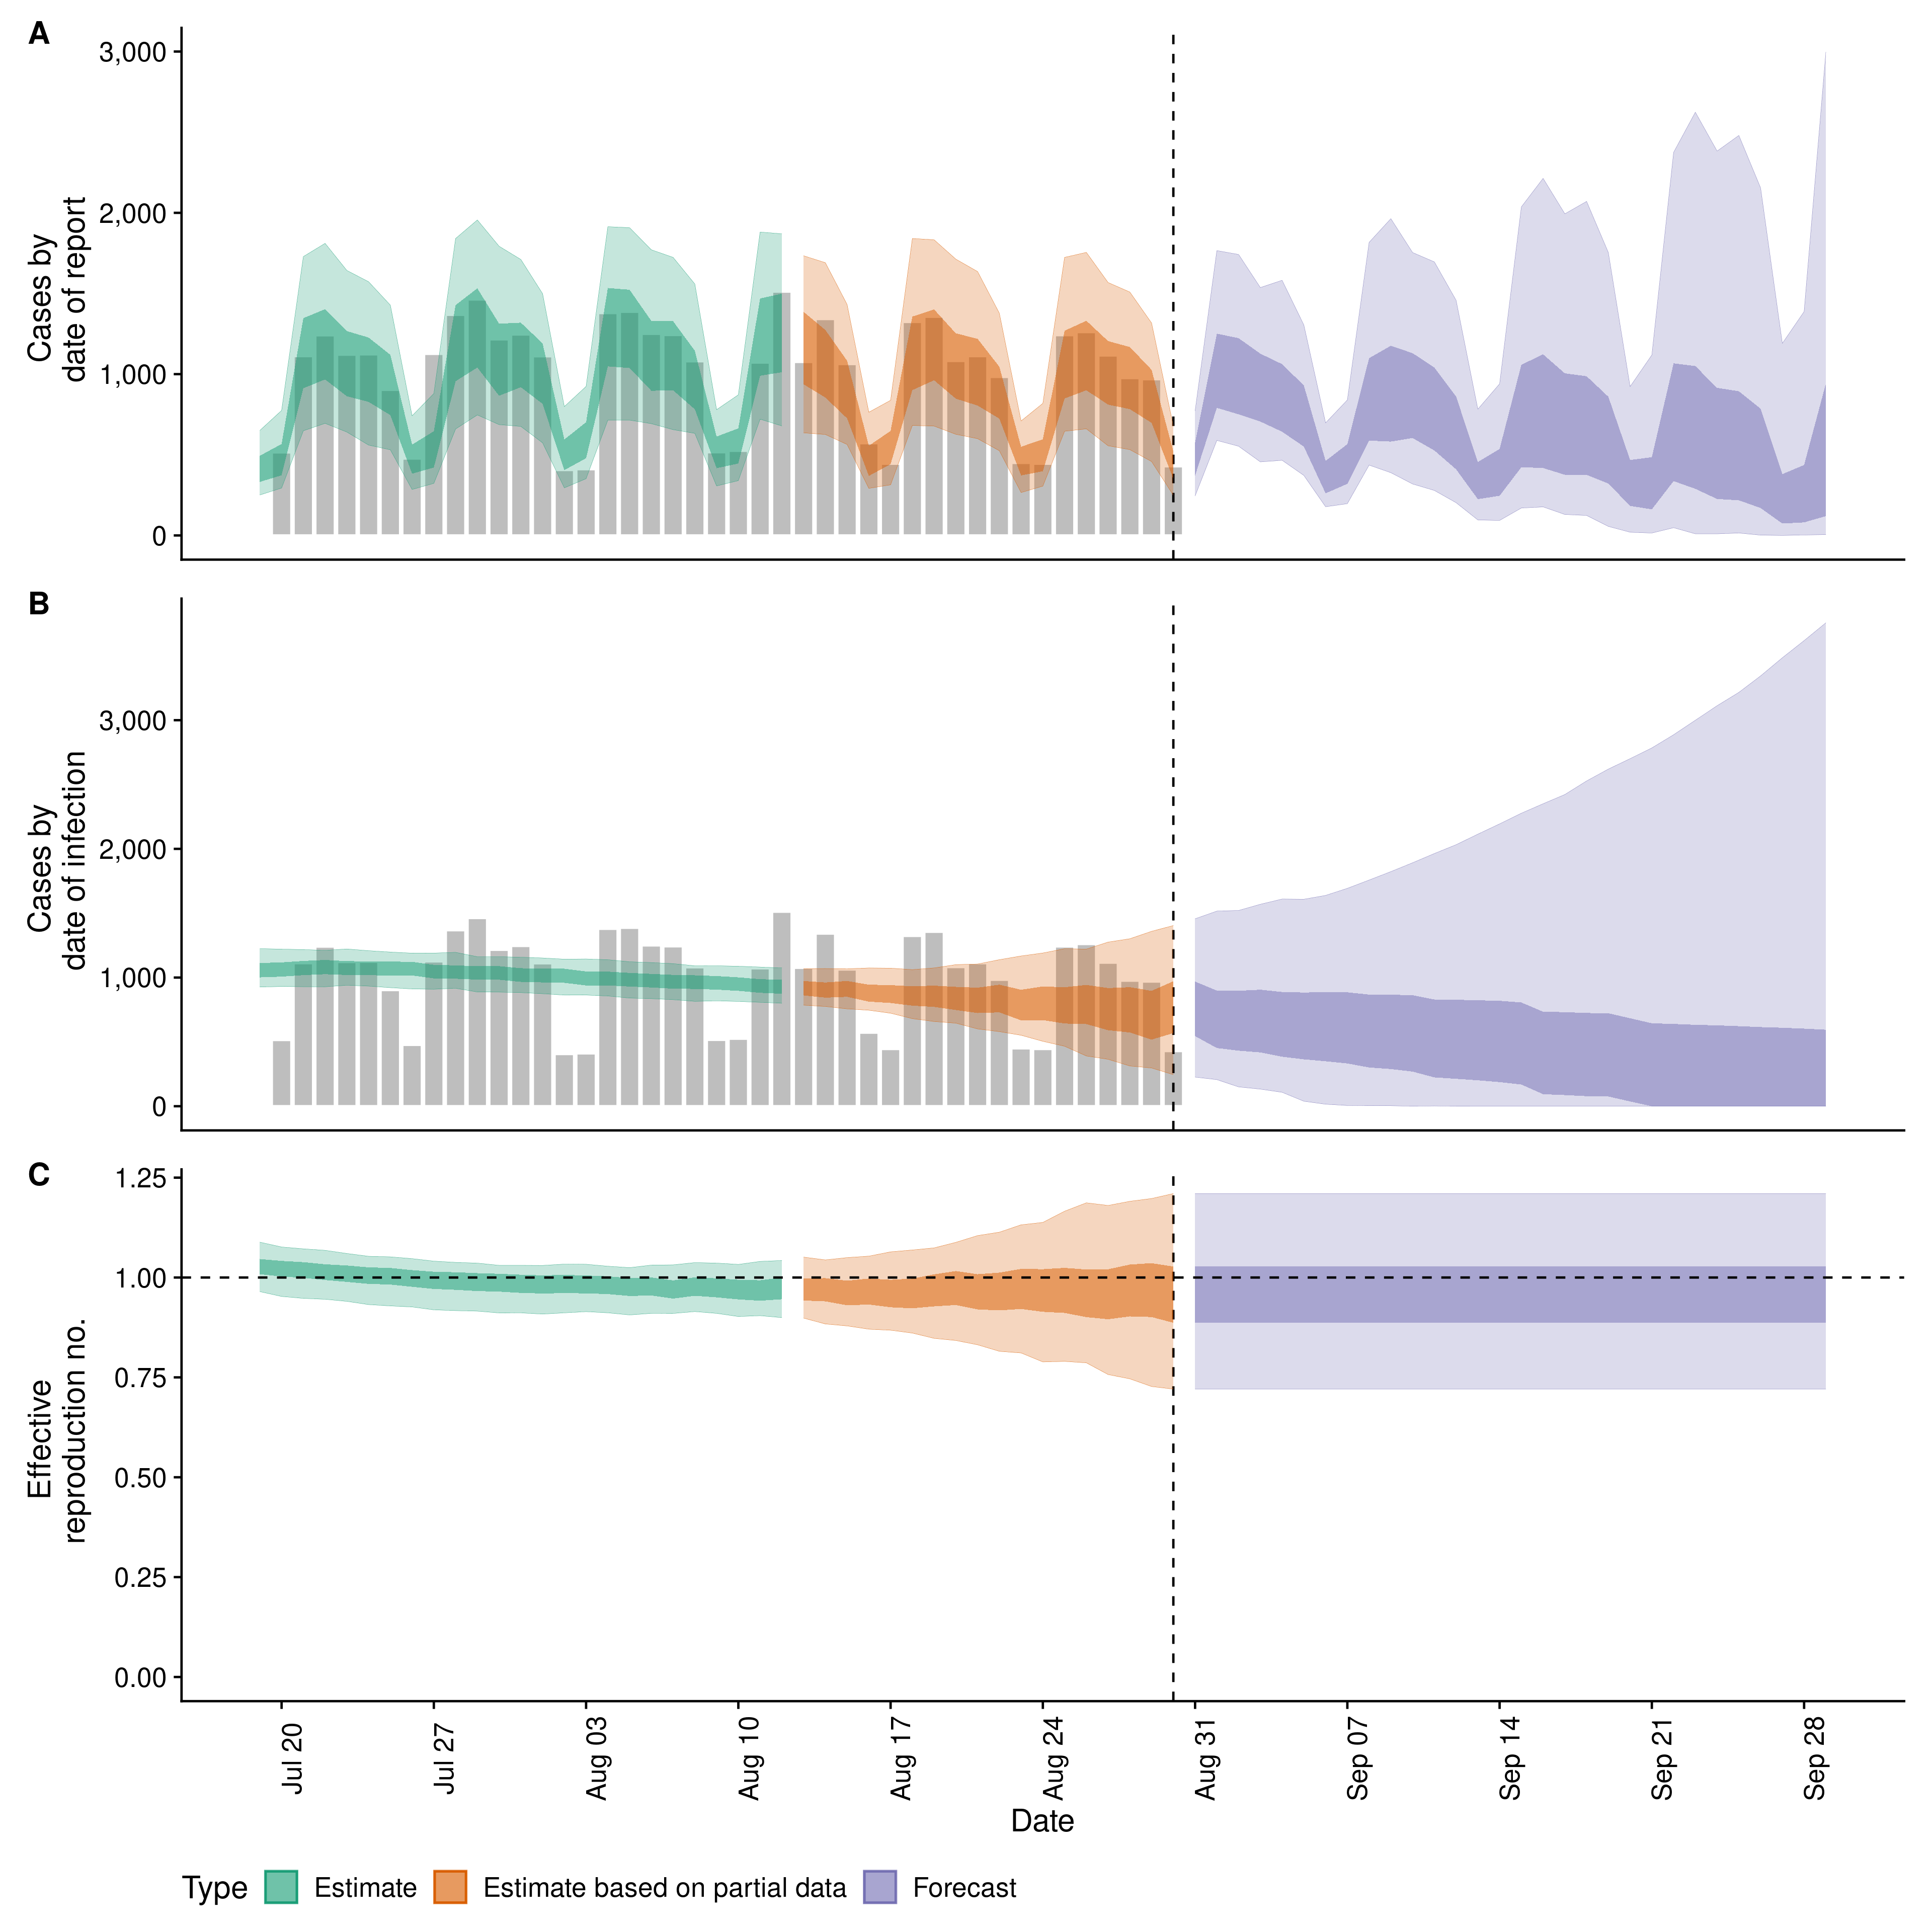 A
3,000
2,000
1,000
0
Cases by
date of report
B
3,000
2,000
1,000
0
Cases by
date of infection
C
1.25
1.00
0.75
0.50
0.25
0.00
Effective
reproduction no.
Jul 20
Jul 27
Aug 03
Aug 10
Aug 17
Aug 24
Aug 31
Sep 07
Sep 14
Sep 21
Sep 28
Date
Type Estimate Estimate based on partial data Forecast